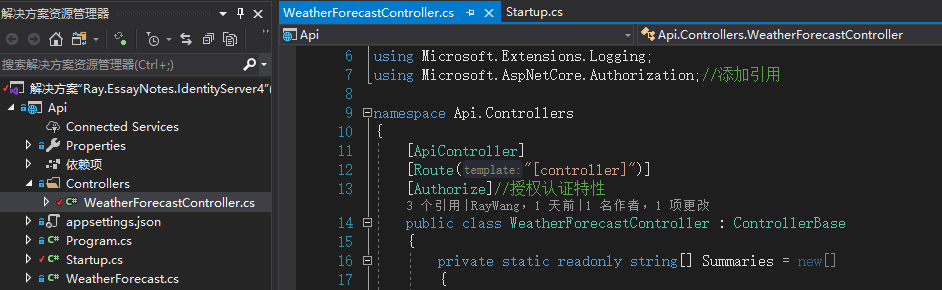 解决方案资源管理器
搜索解决方案资源管理器(Ctrl+;)
解决方案"Ray.EssayNotes.IdentityServer4"(
Api
Connected Services
Properties
依赖项
Controllers
WeatherForecastController.cs
appsettings.json
Program.cs
Startup.cs
WeatherForecast.cs
WeatherForecastController.cs
Startup.cs
Api
Api.Controllers.WeatherForecastController
6 using Microsoft.Extensions.Logging;
7 using Microsoft.AspNetCore.Authorization;//添加引用
8
9 namespace Api.Controllers
10 {
11 [ApiController]
12 [Route(template:"[controller]")]
13 [Authorize]//授权认证特性
3 个引用|RayWang，1 天前|1 名作者，1 项更改
14 public class WeatherForecastController : ControllerBase
15 {
16 private static readonly string[] Summaries = new[]
17 {